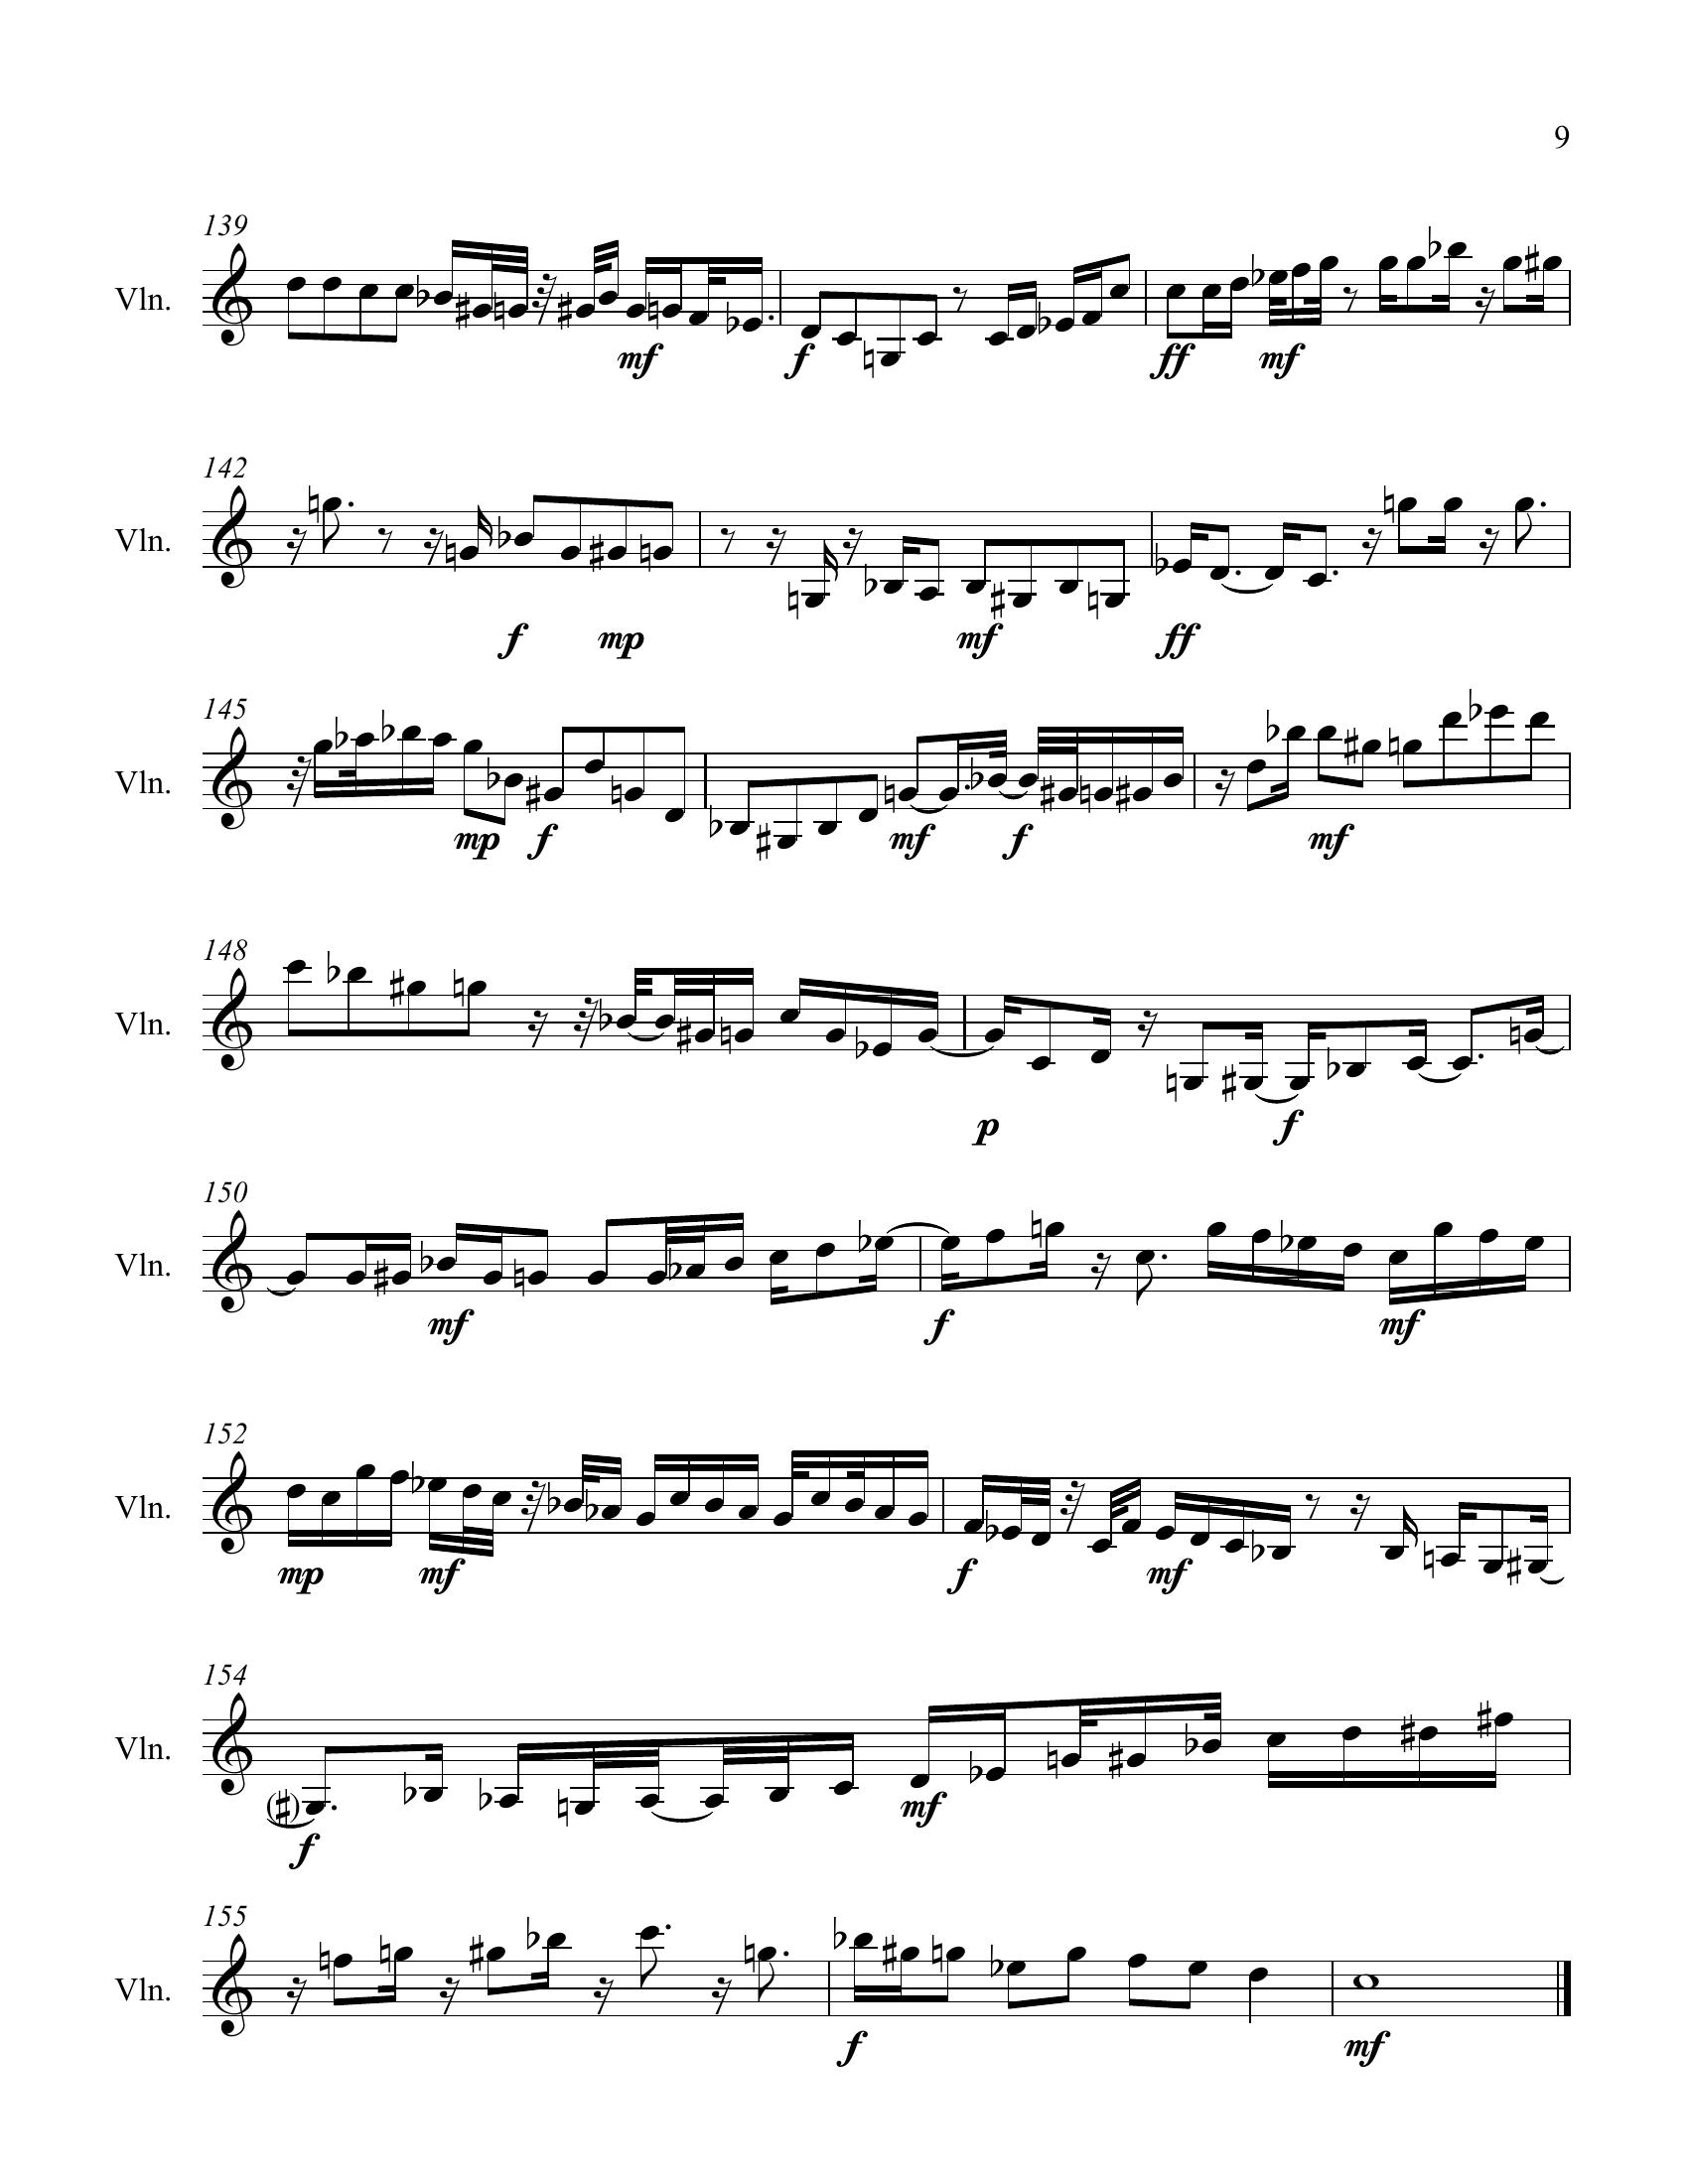 9
139
Vln.
mf f ff mf
142
Vln.
f mp mf ff
145
Vln.
mp f mf f mf
148
Vln.
p f
150
Vln.
mf f mf
152
Vln.
mp mf f mf
154
Vln.
f mf
155
Vln.
f mf